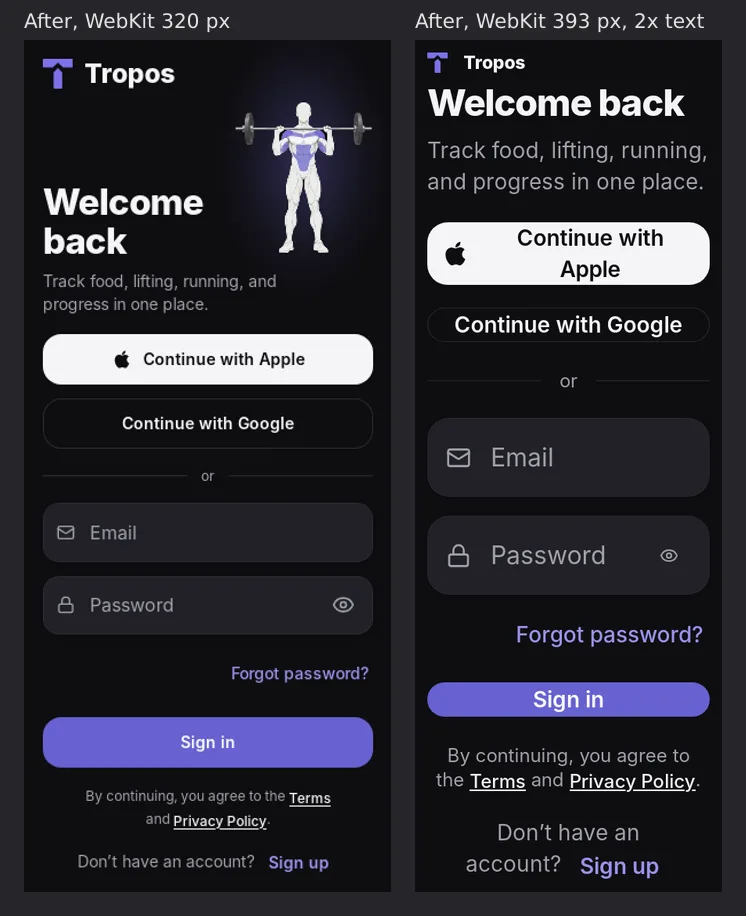 After, WebKit 320 px
Tropos
Welcome
back
Track food, lifting, running, and
progress in one place.
Continue with Apple
Continue with Google
or
Email
Password
Forgot password?
Sign in
By continuing, you agree to the Terms
and Privacy Policy.
Don’t have an account? Sign up
After, WebKit 393 px, 2x text
Tropos
Welcome back
Track food, lifting, running,
and progress in one place.
Continue with
Apple
Continue with Google
or
Email
Password
Forgot password?
Sign in
By continuing, you agree to
the Terms and Privacy Policy.
Don’t have an
account? Sign up